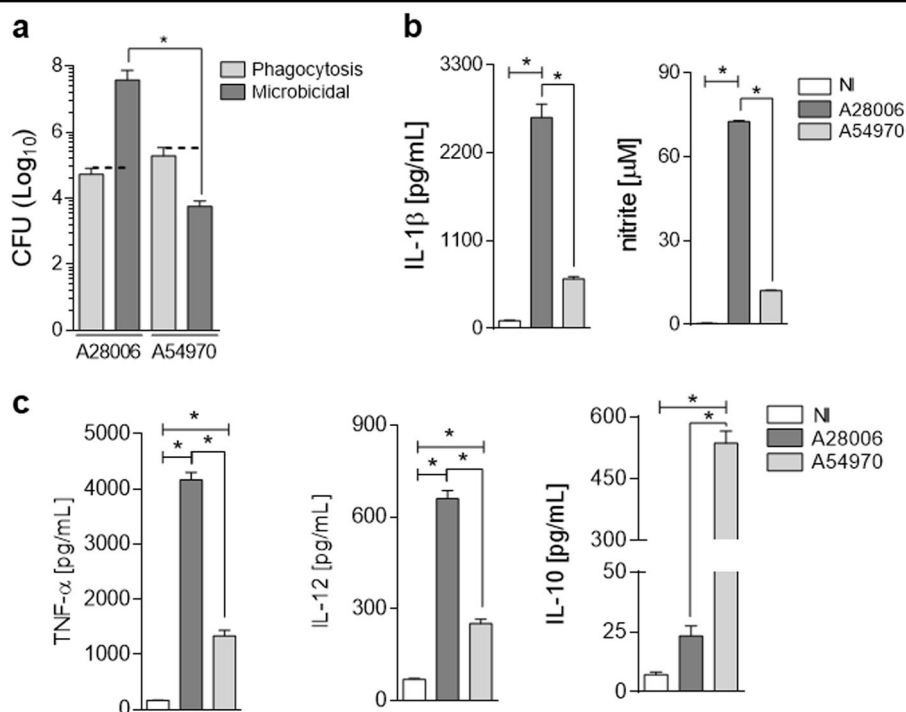 a
CFU (Log10)
8
6
4
2
0
*
Phagocytosis
Microbicidal
A28006 A54970
b
IL-1β [pg/mL]
3300
2200
1100
0
* *
nitrite [µM]
90
60
30
0
* *
NI
A28006
A54970
c
TNF-α [pg/mL]
5000
4000
3000
2000
1000
0
*
* *
IL-12 [pg/mL]
900
600
300
0
*
* *
IL-10 [pg/mL]
600
450
300
50
25
0
*
*
NI
A28006
A54970